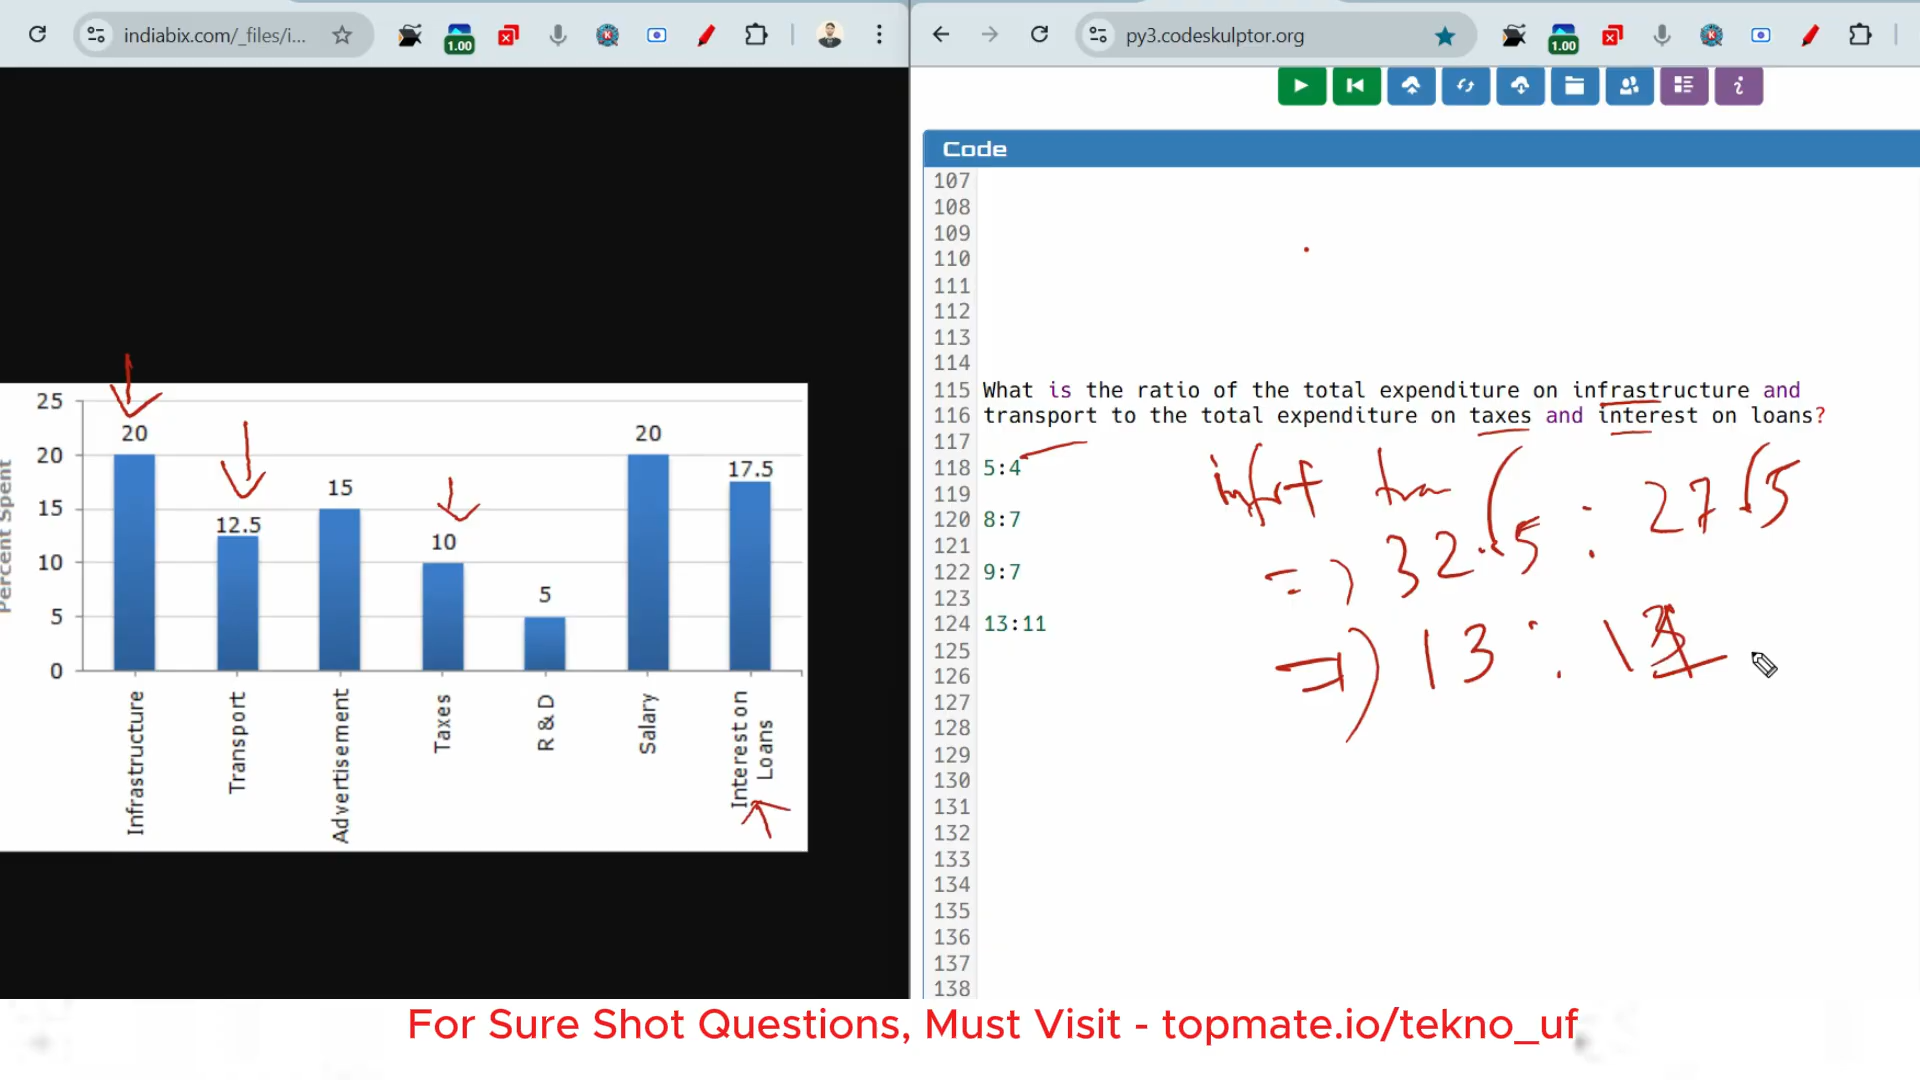 indiabix.com/_files/i...
1.00
py3.codeskulptor.org
1.00
Code
107
108
109
110
111
112
113
114
115 What is the ratio of the total expenditure on infrastructure and
116 transport to the total expenditure on taxes and interest on loans?
117
118 5:4
119
120 8:7
121
122 9:7
123
124 13:11
125
126
127
128
129
130
131
132
133
134
135
136
137
138
Percent Spent
25
20
15
10
5
0
20
12.5
15
10
5
20
17.5
Infrastructure
Transport
Advertisement
Taxes
R & D
Salary
Interest on
Loans
=> 32.5 : 27.5
=> 13 :
For Sure Shot Questions, Must Visit - topmate.io/tekno_uf